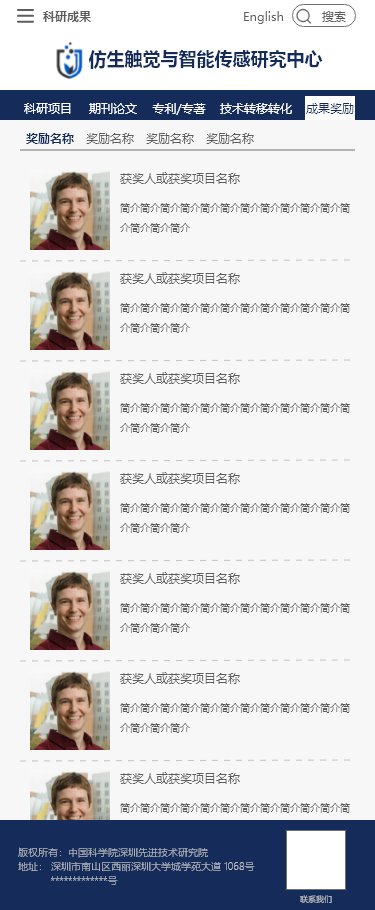 科研成果 English 搜索
仿生触觉与智能传感研究中心
科研项目 期刊论文 专利/专著 技术转移转化 成果奖励
奖励名称 奖励名称 奖励名称 奖励名称
获奖人或获奖项目名称
简介简介简介简介简介简介简介简介简介简介简介简
介简介简介简介
获奖人或获奖项目名称
简介简介简介简介简介简介简介简介简介简介简介简
介简介简介简介
获奖人或获奖项目名称
简介简介简介简介简介简介简介简介简介简介简介简
介简介简介简介
获奖人或获奖项目名称
简介简介简介简介简介简介简介简介简介简介简介简
介简介简介简介
获奖人或获奖项目名称
简介简介简介简介简介简介简介简介简介简介简介简
介简介简介简介
获奖人或获奖项目名称
简介简介简介简介简介简介简介简介简介简介简介简
介简介简介简介
获奖人或获奖项目名称
简介简介简介简介简介简介简介简介简介简介简介简
版权所有：中国科学院深圳先进技术研究院
地址： 深圳市南山区西丽深圳大学城学苑大道 1068号
*************号
联系我们